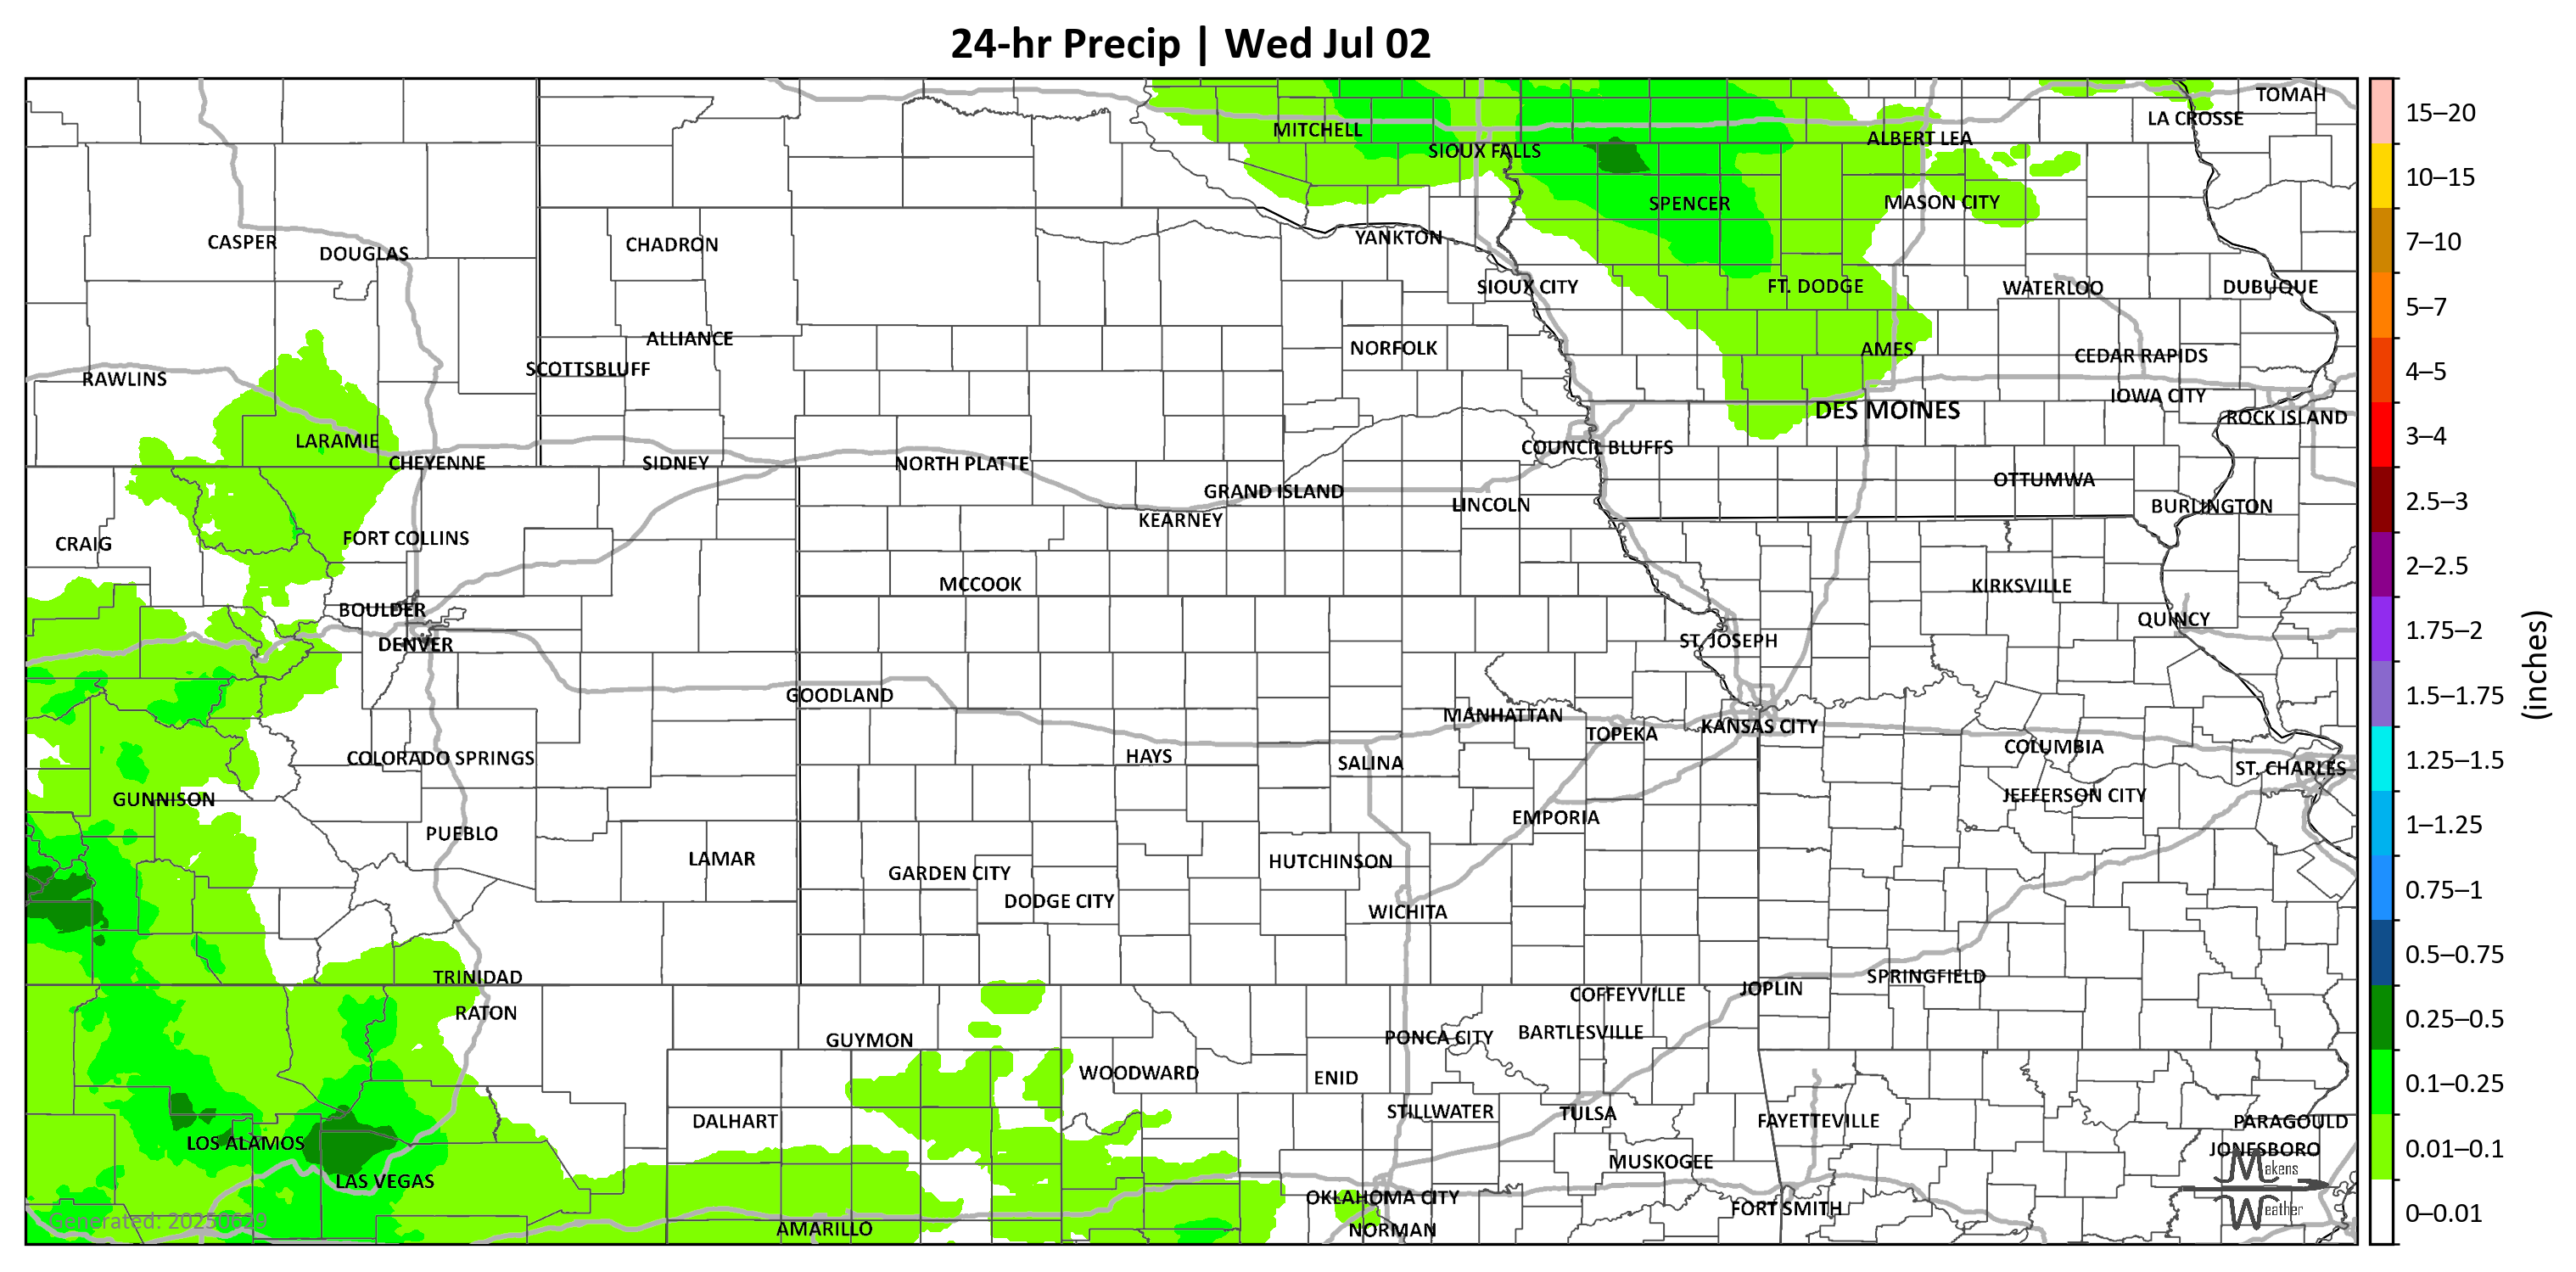 24-hr Precip | Wed Jul 02
TOMAH
LA CROSSE
MITCHELL
ALBERT LEA
SIOUX FALLS
SPENCER
MASON CITY
YANKTON
CASPER
DOUGLAS
CHADRON
SIOUX CITY
FT. DODGE
WATERLOO
DUBUQUE
ALLIANCE
NORFOLK
AMES
CEDAR RAPIDS
SCOTTSBLUFF
RAWLINS
IOWA CITY
DES MOINES
ROCK ISLAND
LARAMIE
COUNCIL BLUFFS
CHEYENNE
SIDNEY
NORTH PLATTE
OTTUMWA
GRAND ISLAND
LINCOLN
BURLINGTON
KEARNEY
CRAIG
FORT COLLINS
MCCOOK
KIRKSVILLE
BOULDER
QUINCY
DENVER
ST. JOSEPH
GOODLAND
MANHATTAN
TOPEKA
KANSAS CITY
COLUMBIA
COLORADO SPRINGS
HAYS
SALINA
ST. CHARLES
GUNNISON
JEFFERSON CITY
EMPORIA
PUEBLO
LAMAR
HUTCHINSON
GARDEN CITY
DODGE CITY
WICHITA
TRINIDAD
SPRINGFIELD
JOPLIN
COFFEYVILLE
RATON
GUYMON
PONCA CITY
BARTLESVILLE
WOODWARD
ENID
DALHART
STILLWATER
TULSA
FAYETTEVILLE
PARAGOULD
LOS ALAMOS
JONESBORO
MUSKOGEE
LAS VEGAS
OKLAHOMA CITY
FORT SMITH
AMARILLO
NORMAN
Generated: 20250629
Makens
Weather
15–20
10–15
7–10
5–7
4–5
3–4
2.5–3
2–2.5
1.75–2
1.5–1.75
1.25–1.5
1–1.25
0.75–1
0.5–0.75
0.25–0.5
0.1–0.25
0.01–0.1
0–0.01
(inches)